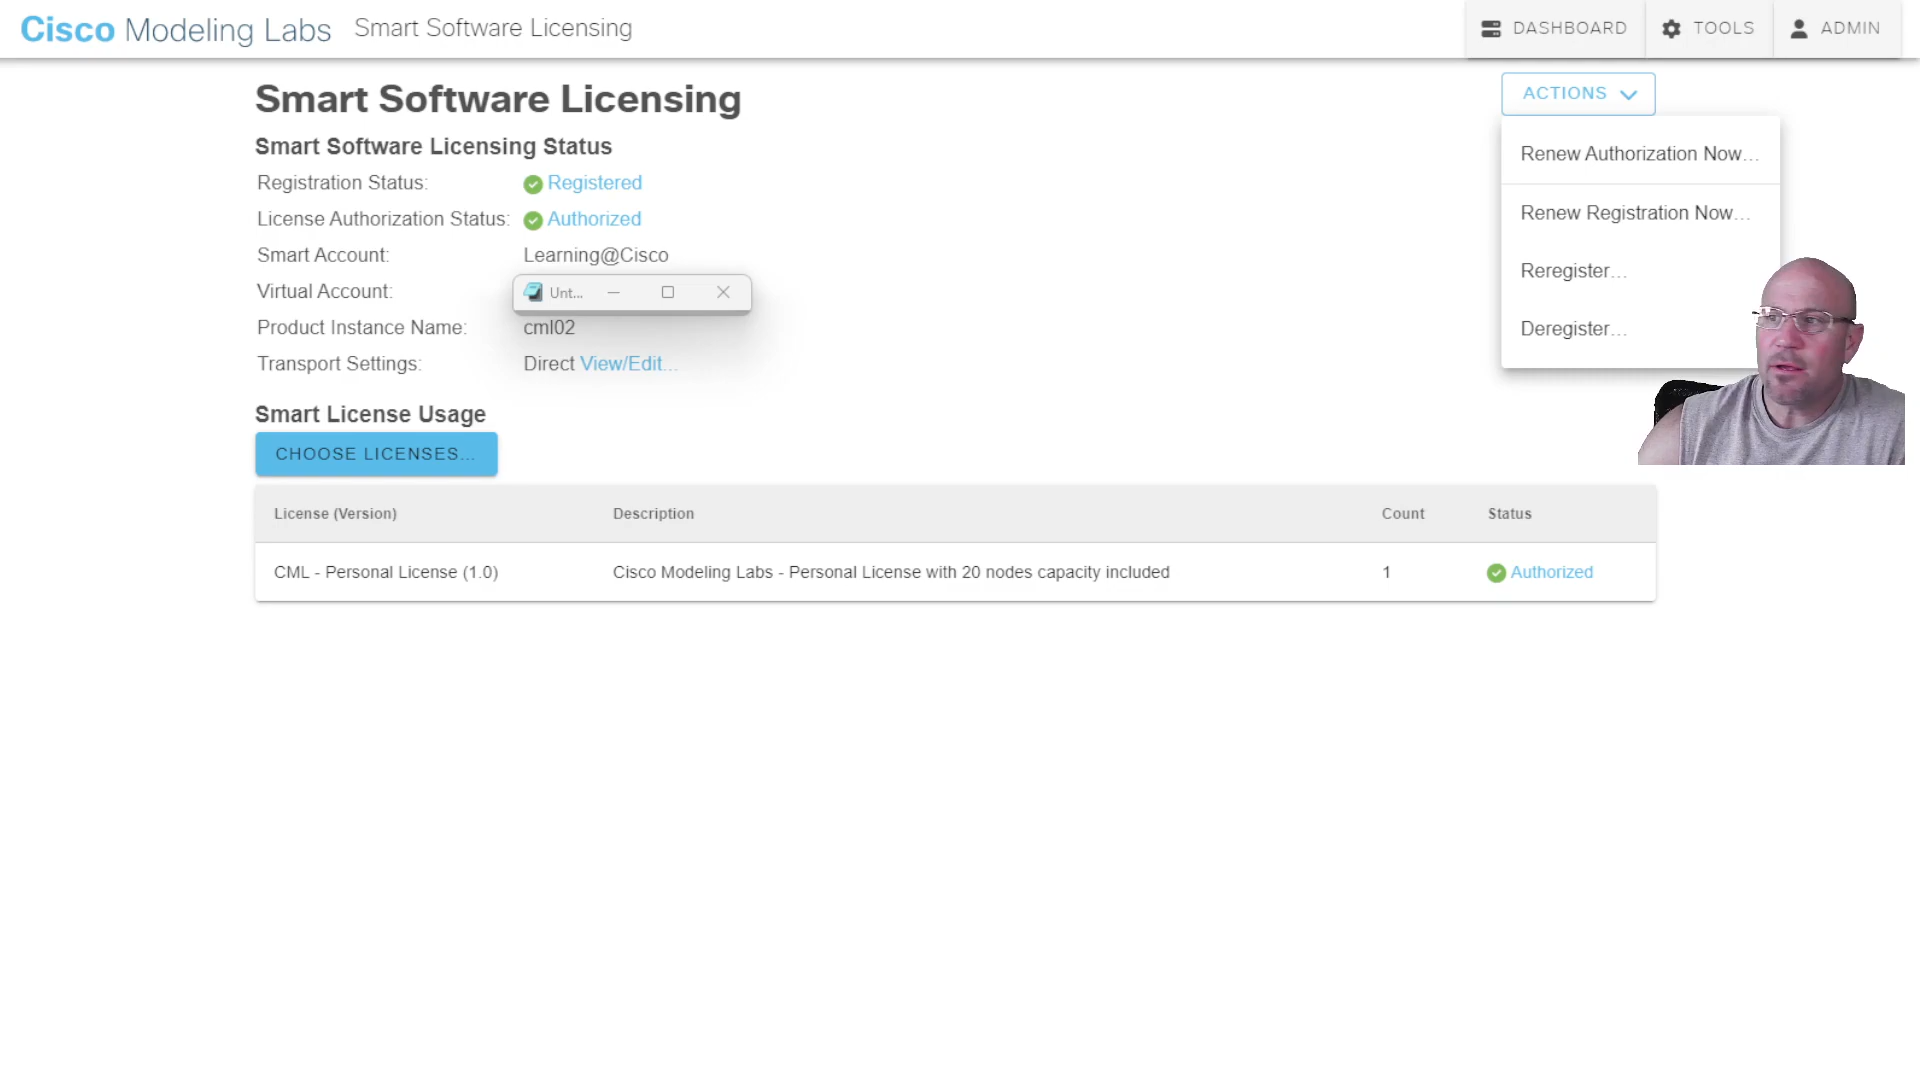 Cisco Modeling Labs Smart Software Licensing DASHBOARD TOOLS ADMIN
Smart Software Licensing
ACTIONS
Renew Authorization Now...
Renew Registration Now...
Reregister...
Deregister...
Smart Software Licensing Status
Registration Status: Registered
License Authorization Status: Authorized
Smart Account: Learning@Cisco
Virtual Account:
Unt...
Product Instance Name: cml02
Transport Settings: Direct View/Edit...
Smart License Usage
CHOOSE LICENSES...
License (Version) Description Count Status
CML - Personal License (1.0) Cisco Modeling Labs - Personal License with 20 nodes capacity included 1 Authorized